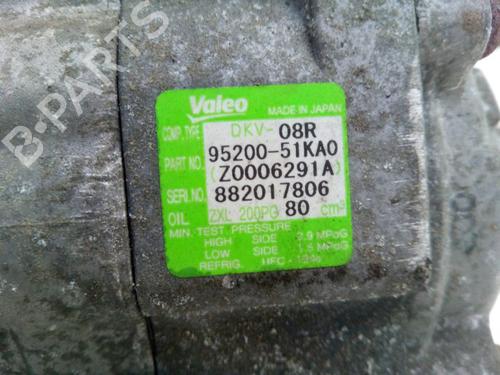 B-PARTS
Valeo
MADE IN JAPAN
COMP. TYPE DKV-08R
PART NO. 95200-51KA0
(Z0006291A)
SERI.NO. 882017806
OIL ZXL 200PG 80 cm³
MIN. TEST PRESSURE
HIGH SIDE 2.9 MPaG
LOW SIDE 1.8 MPaG
REFRIG. HFC-134a